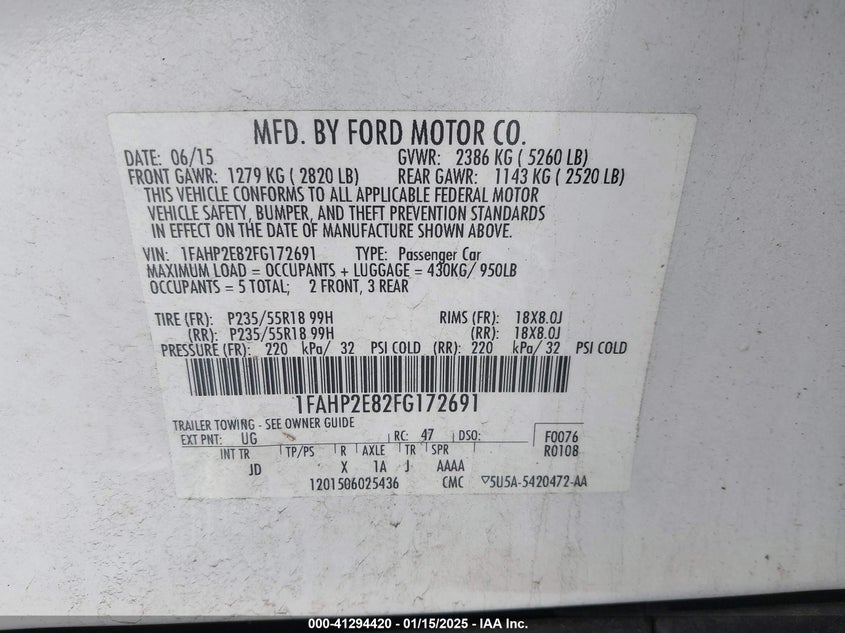 MFD. BY FORD MOTOR CO.
DATE: 06/15 GVWR: 2386 KG ( 5260 LB)
FRONT GAWR: 1279 KG ( 2820 LB) REAR GAWR: 1143 KG ( 2520 LB)
THIS VEHICLE CONFORMS TO ALL APPLICABLE FEDERAL MOTOR
VEHICLE SAFETY, BUMPER, AND THEFT PREVENTION STANDARDS
IN EFFECT ON THE DATE OF MANUFACTURE SHOWN ABOVE.
VIN: 1FAHP2E82FG172691 TYPE: Passenger Car
MAXIMUM LOAD = OCCUPANTS + LUGGAGE = 430KG/ 950LB
OCCUPANTS = 5 TOTAL; 2 FRONT, 3 REAR
TIRE (FR): P235/55R18 99H RIMS (FR): 18X8.0J
(RR): P235/55R18 99H (RR): 18X8.0J
PRESSURE (FR): 220 kPa/ 32 PSI COLD (RR): 220 kPa/ 32 PSI COLD
1FAHP2E82FG172691
TRAILER TOWING - SEE OWNER GUIDE
EXT PNT: UG RC: 47 DSO: F0076
INT TR TP/PS R AXLE TR SPR R0108
JD X 1A J AAAA
1201506025436 CMC 5U5A-5420472-AA
000-41294420 - 01/15/2025 - IAA Inc.